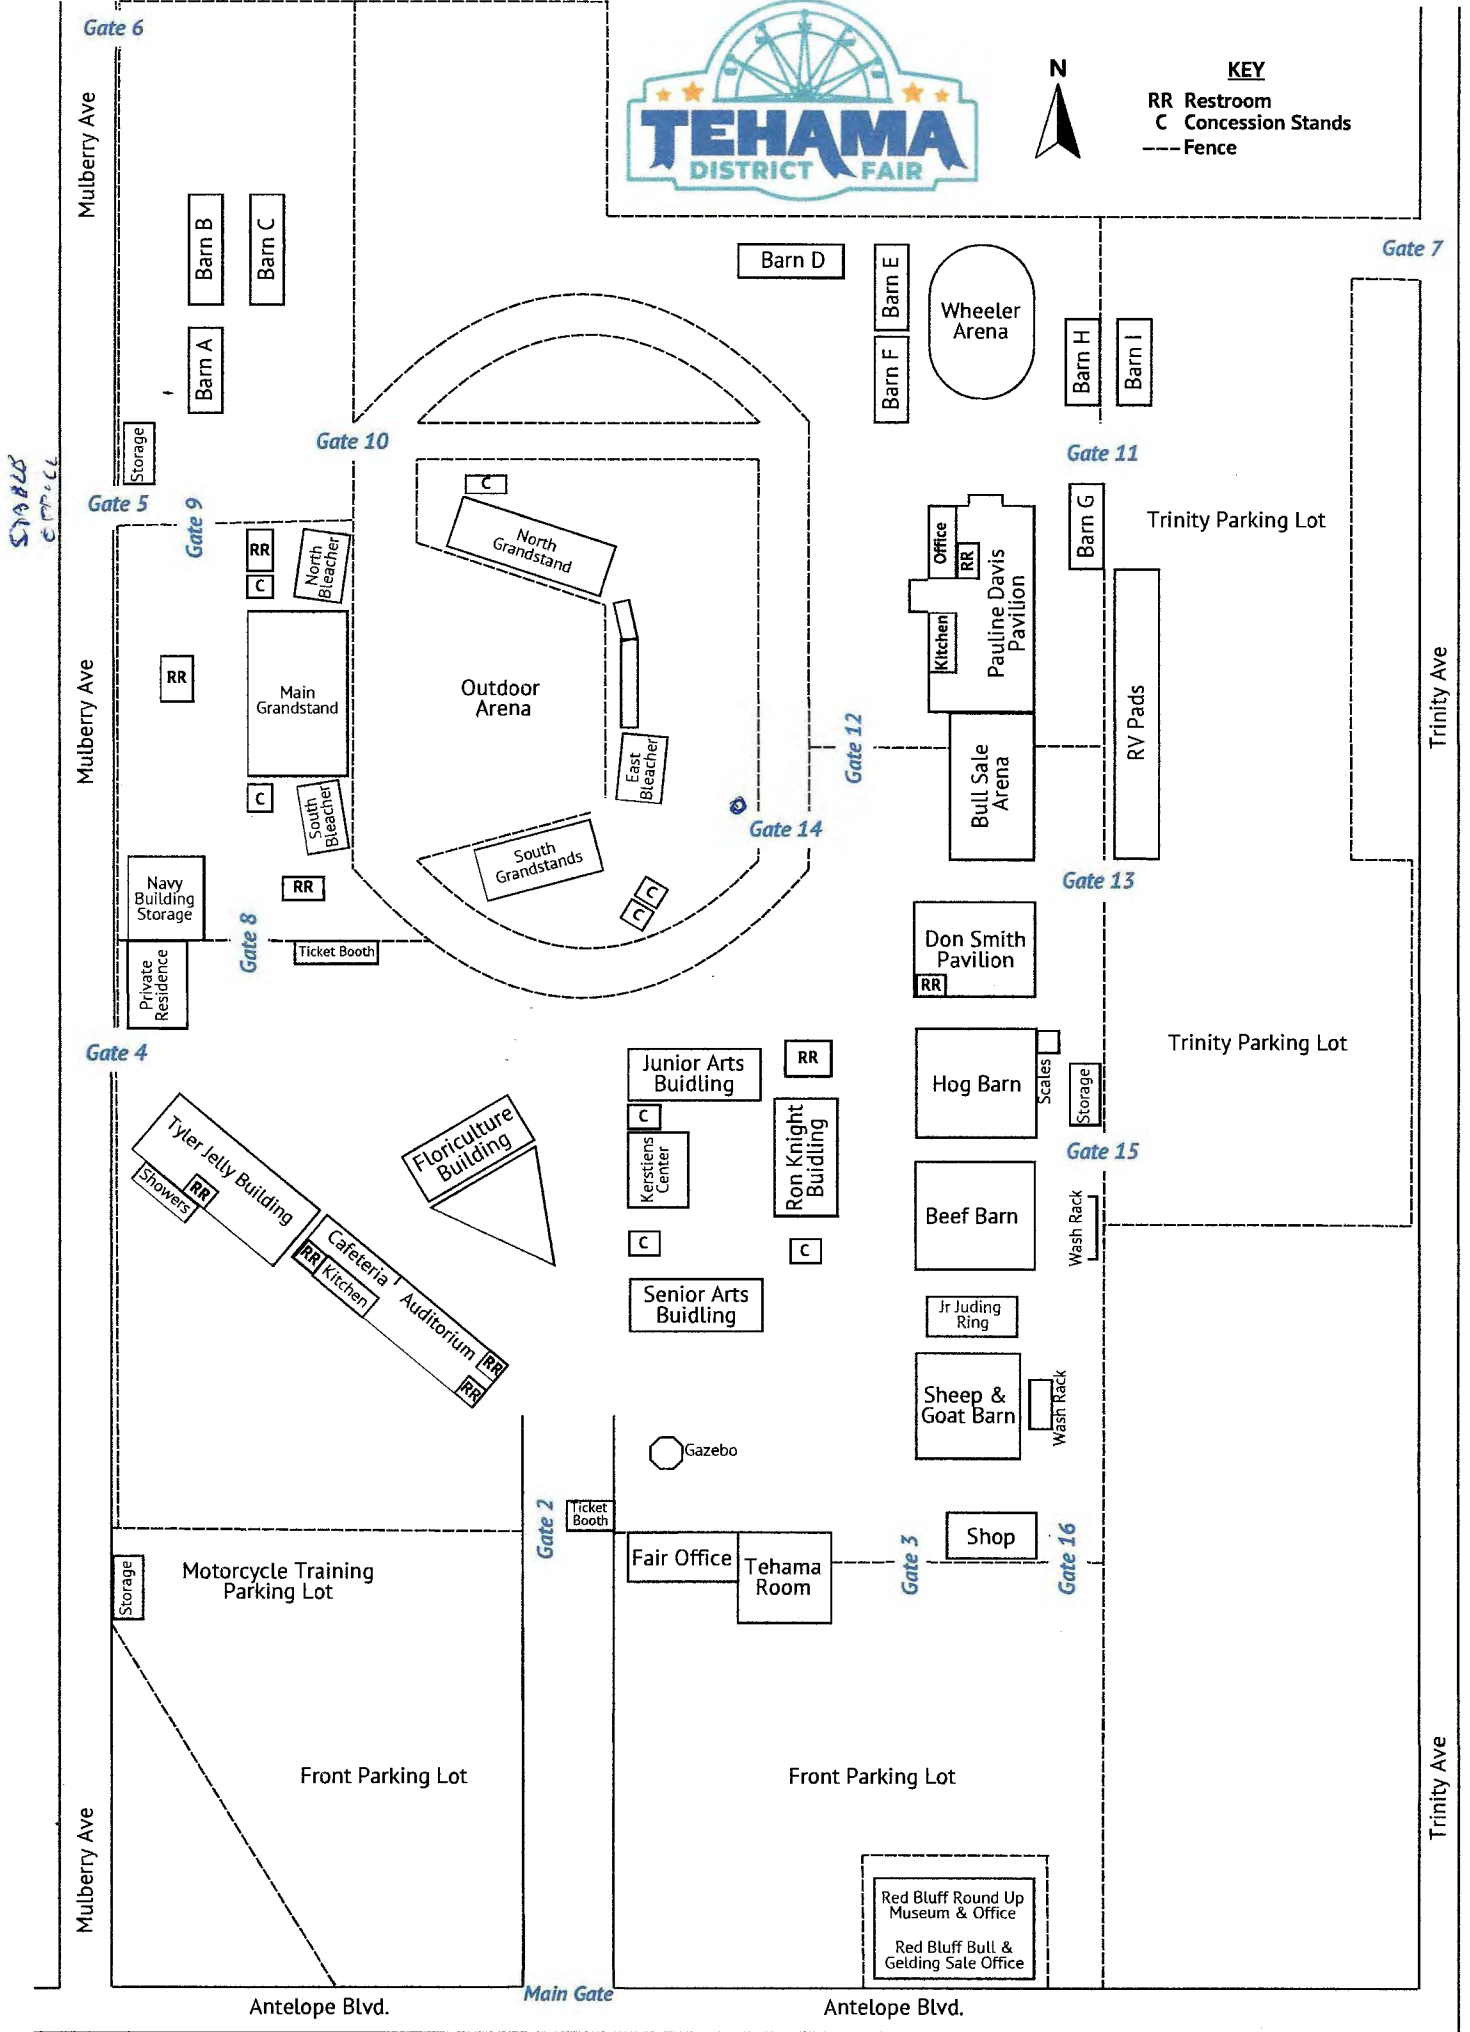 Gate 6
Mulberry Ave
TEHAMA
DISTRICT FAIR
N
KEY
RR Restroom
C Concession Stands
--- Fence
Gate 7
Barn B
Barn C
Barn A
Barn D
Barn E
Barn F
Wheeler
Arena
Barn H
Barn I
Storage
Gate 10
Gate 11
Gate 5
Gate 9
RR
C
North
Bleacher
C
North
Grandstand
Office
RR
Kitchen
Pauline Davis
Pavilion
Barn G
Trinity Parking Lot
Mulberry Ave
RR
Main
Grandstand
Outdoor
Arena
East
Bleacher
Gate 12
Bull Sale
Arena
RV Pads
Trinity Ave
C
South
Bleacher
Gate 14
South
Grandstands
C
C
Navy
Building
Storage
RR
Gate 8
Ticket Booth
Private
Residence
Gate 13
Don Smith
Pavilion
RR
Gate 4
Junior Arts
Buidling
RR
Hog Barn
Scales
Storage
Trinity Parking Lot
Tyler Jelly Building
Showers
RR
Floriculture
Building
C
Kerstiens
Center
Ron Knight
Buidling
Gate 15
Beef Barn
Wash Rack
RR
Cafeteria
Kitchen
Auditorium
RR
RR
C
C
Senior Arts
Buidling
Jr Juding
Ring
Sheep &
Goat Barn
Wash Rack
Gazebo
Gate 2
Ticket
Booth
Fair Office
Tehama
Room
Gate 3
Shop
Gate 16
Storage
Motorcycle Training
Parking Lot
Front Parking Lot
Front Parking Lot
Mulberry Ave
Trinity Ave
Red Bluff Round Up
Museum & Office
Red Bluff Bull &
Gelding Sale Office
Main Gate
Antelope Blvd.
Antelope Blvd.